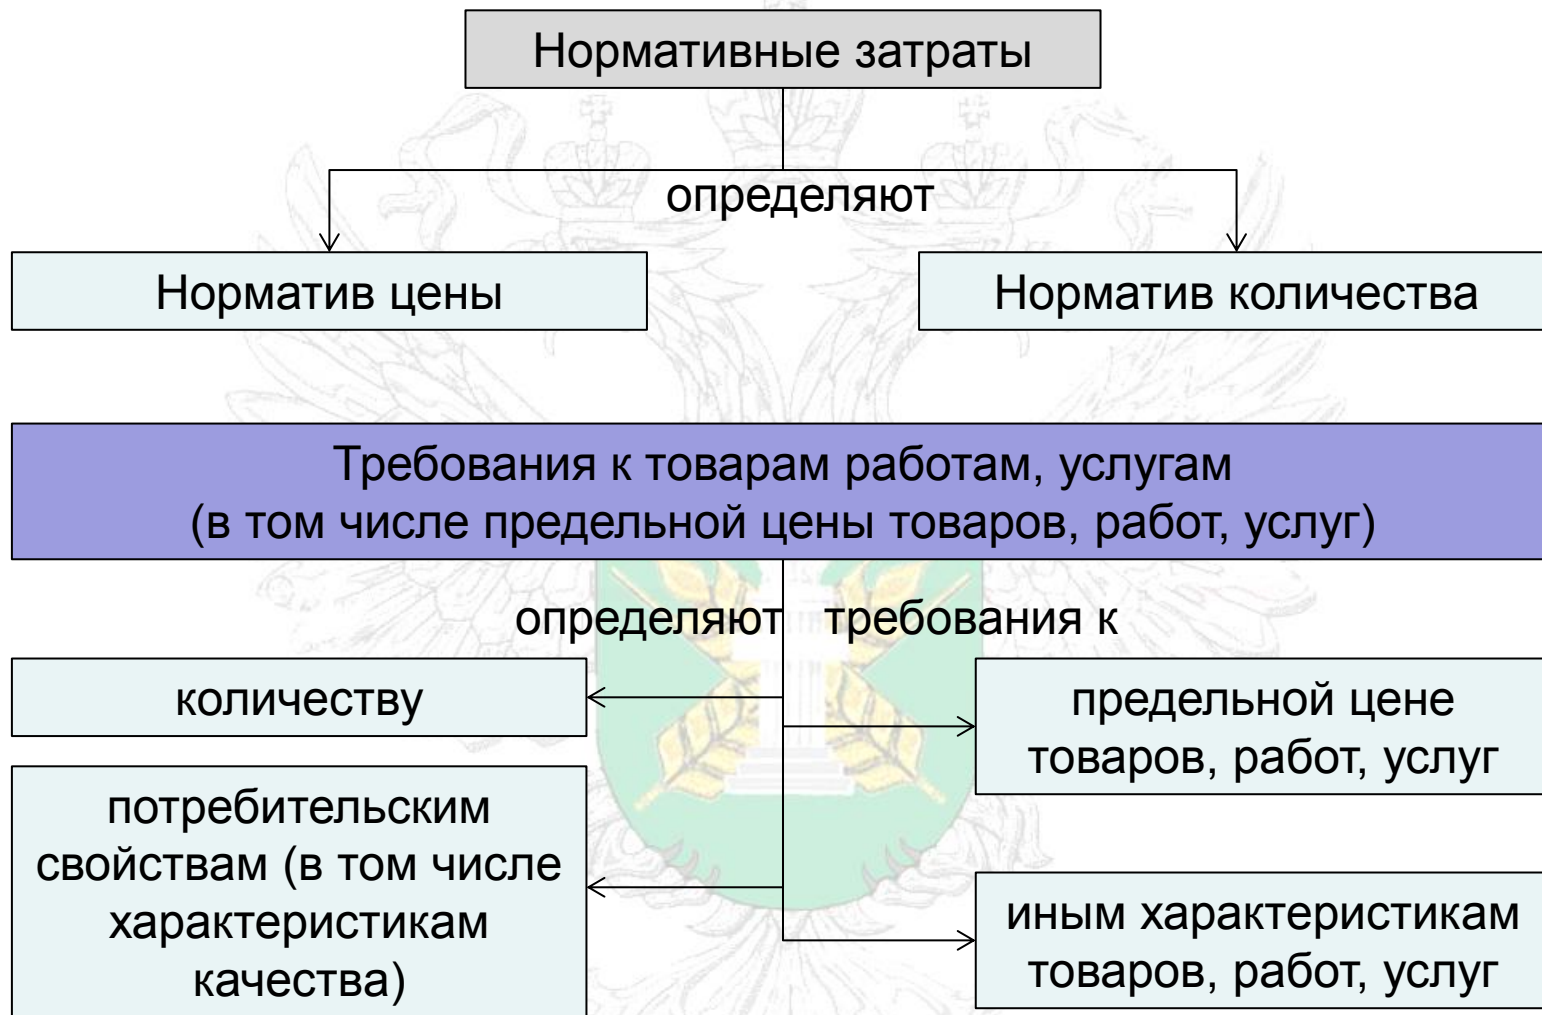 Нормативные затраты
определяют
Норматив цены
Норматив количества
Требования к товарам работам, услугам
(в том числе предельной цены товаров, работ, услуг)
определяют требования к
количеству
предельной цене
товаров, работ, услуг
потребительским
свойствам (в том числе
характеристикам
качества)
иным характеристикам
товаров, работ, услуг